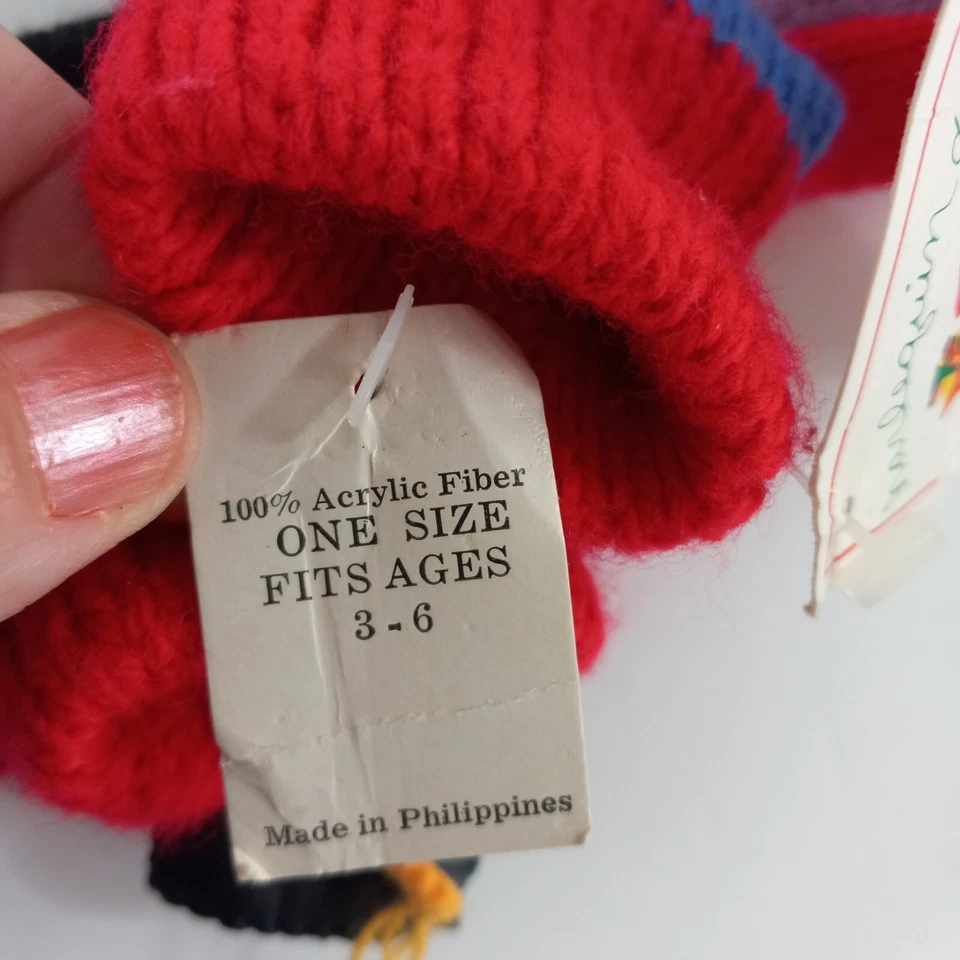 100% Acrylic Fiber
ONE SIZE
FITS AGES
3 - 6
Made in Philippines